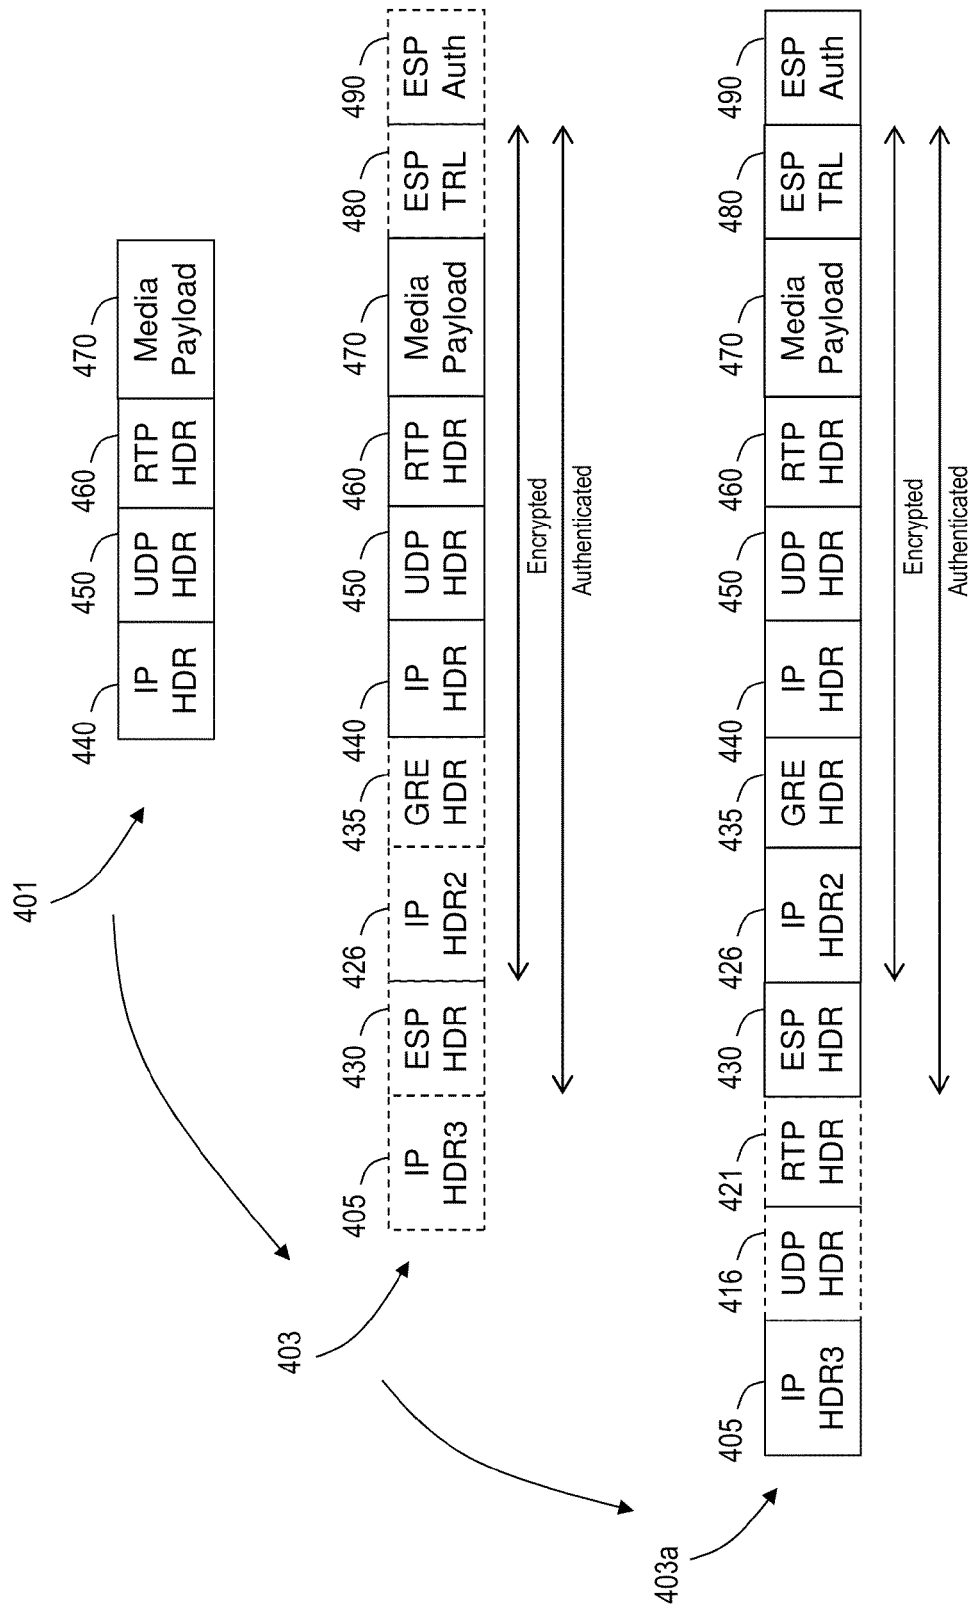 401
440
450
460
470
IP
HDR
UDP
HDR
RTP
HDR
Media
Payload
403
405
430
426
435
440
450
460
470
480
490
IP
HDR3
ESP
HDR
IP
HDR2
GRE
HDR
IP
HDR
UDP
HDR
RTP
HDR
Media
Payload
ESP
TRL
ESP
Auth
Encrypted
Authenticated
403a
405
416
421
430
426
435
440
450
460
470
480
490
IP
HDR3
UDP
HDR
RTP
HDR
ESP
HDR
IP
HDR2
GRE
HDR
IP
HDR
UDP
HDR
RTP
HDR
Media
Payload
ESP
TRL
ESP
Auth
Encrypted
Authenticated